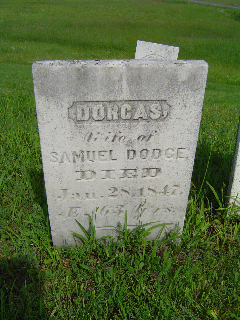 DORCAS
Wife of
SAMUEL DODGE
DIED
Jan. 28, 1847.